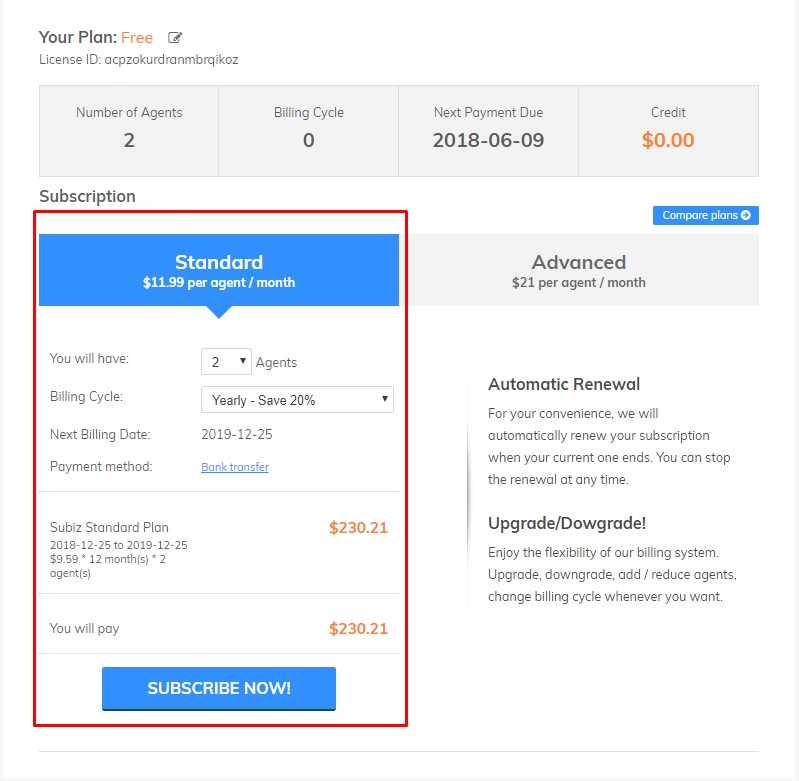 Your Plan: Free
License ID: acpzokurdranmbrqikoz
Number of Agents
2
Billing Cycle
0
Next Payment Due
2018-06-09
Credit
$0.00
Subscription
Compare plans
Standard
$11.99 per agent / month
Advanced
$21 per agent / month
You will have: 2 Agents
Billing Cycle: Yearly - Save 20%
Next Billing Date: 2019-12-25
Payment method: Bank transfer
Subiz Standard Plan $230.21
2018-12-25 to 2019-12-25
$9.59 * 12 month(s) * 2
agent(s)
You will pay $230.21
SUBSCRIBE NOW!
Automatic Renewal
For your convenience, we will
automatically renew your subscription
when your current one ends. You can stop
the renewal at any time.
Upgrade/Dowgrade!
Enjoy the flexibility of our billing system.
Upgrade, downgrade, add / reduce agents,
change billing cycle whenever you want.